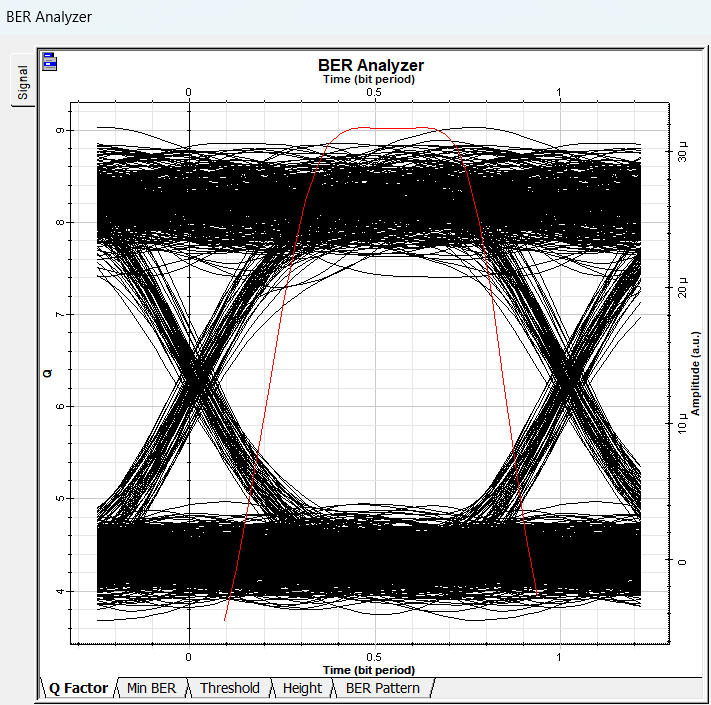 BER Analyzer
Signal
BER Analyzer
Time (bit period)
0 0.5 1
9
8
7
6
5
4
Q
30 µ
20 µ
10 µ
0
Amplitude (a.u.)
0 0.5 1
Time (bit period)
Q Factor Min BER Threshold Height BER Pattern